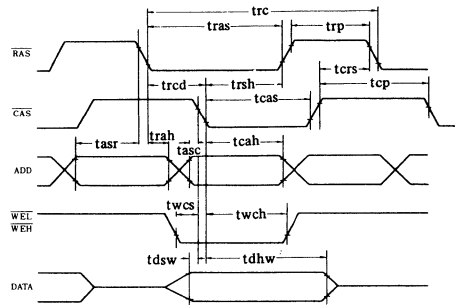 trc
tras
trp
RAS
trcd
trsh
tcrs
tcp
tcas
CAS
tasr
trah
tasc
tcah
ADD
twcs
twch
WEL
WEH
tdsw
tdhw
DATA